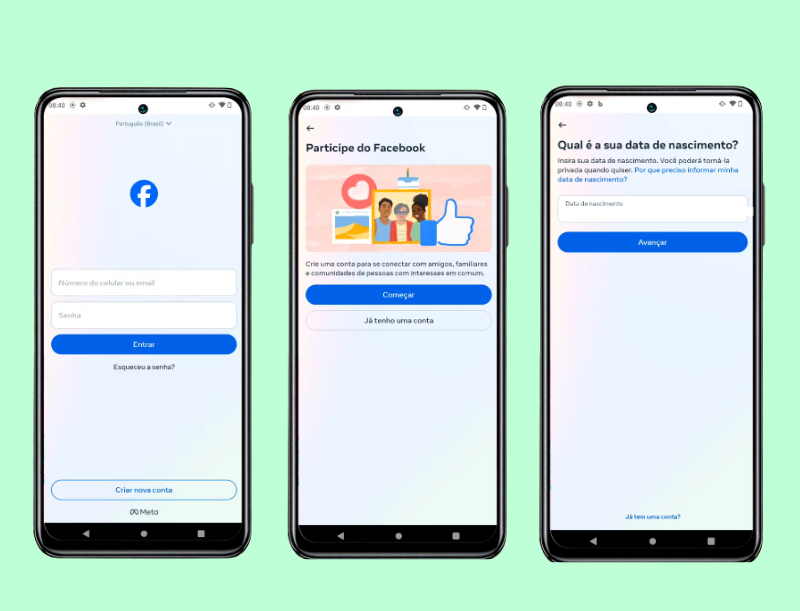 08:40
Português (Brasil)
Número do celular ou email
Senha
Entrar
Esqueceu a senha?
Criar nova conta
Meta
08:40
Participe do Facebook
Crie uma conta para se conectar com amigos, familiares
e comunidades de pessoas com interesses em comum.
Começar
Já tenho uma conta
08:40
Qual é a sua data de nascimento?
Insira sua data de nascimento. Você poderá torná-la
privada quando quiser. Por que preciso informar minha
data de nascimento?
Data de nascimento
Avançar
Já tem uma conta?